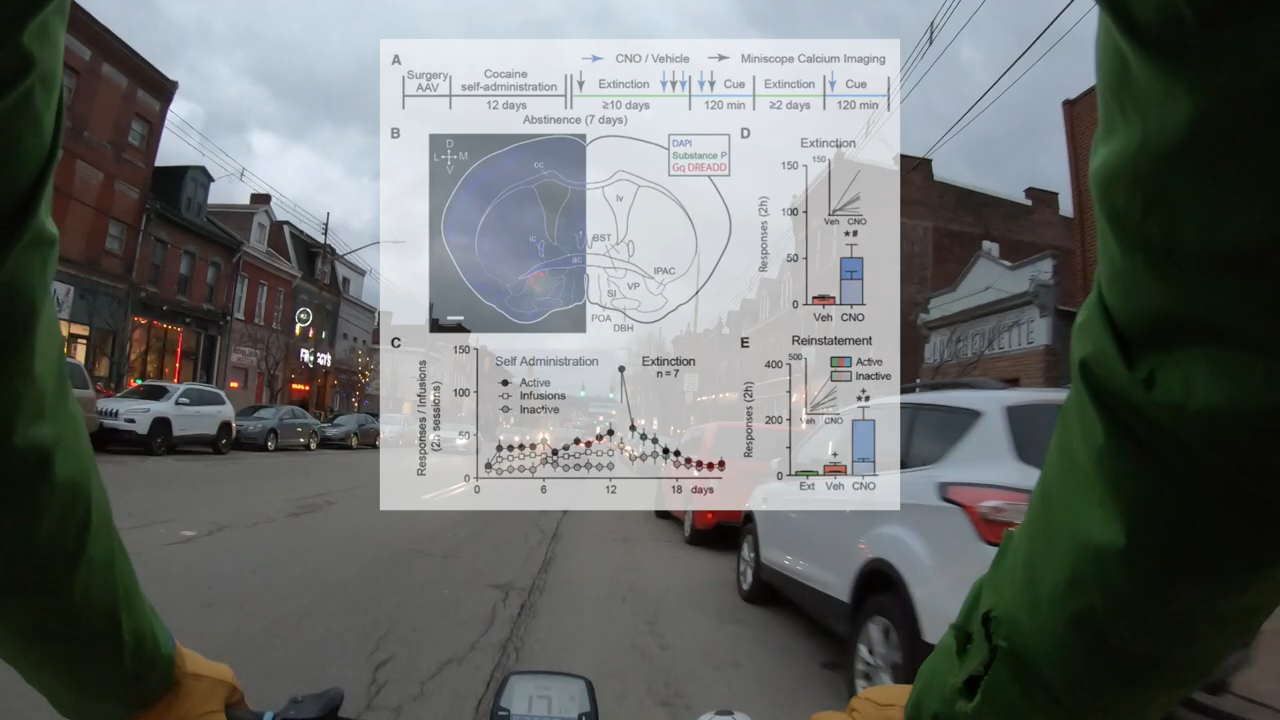 A
CNO / Vehicle
Miniscope Calcium Imaging
Surgery
AAV
Cocaine
self-administration
Extinction
Cue
Extinction
Cue
12 days
≥10 days
120 min
≥2 days
120 min
Abstinence (7 days)
B
D
L
M
V
cc
lv
ic
BST
ac
IPAC
VP
SI
POA
DBH
DAPI
Substance P
Gq DREADD
D
Extinction
Responses (2h)
150
100
50
0
150
Veh
CNO
*#
Veh
CNO
C
Responses / Infusions
(2h sessions)
150
100
50
0
Self Administration
Active
Infusions
Inactive
Extinction
n = 7
0
6
12
18
days
E
Reinstatement
Responses (2h)
400
200
0
500
Veh
CNO
Active
Inactive
+
+
*#
Ext
Veh
CNO